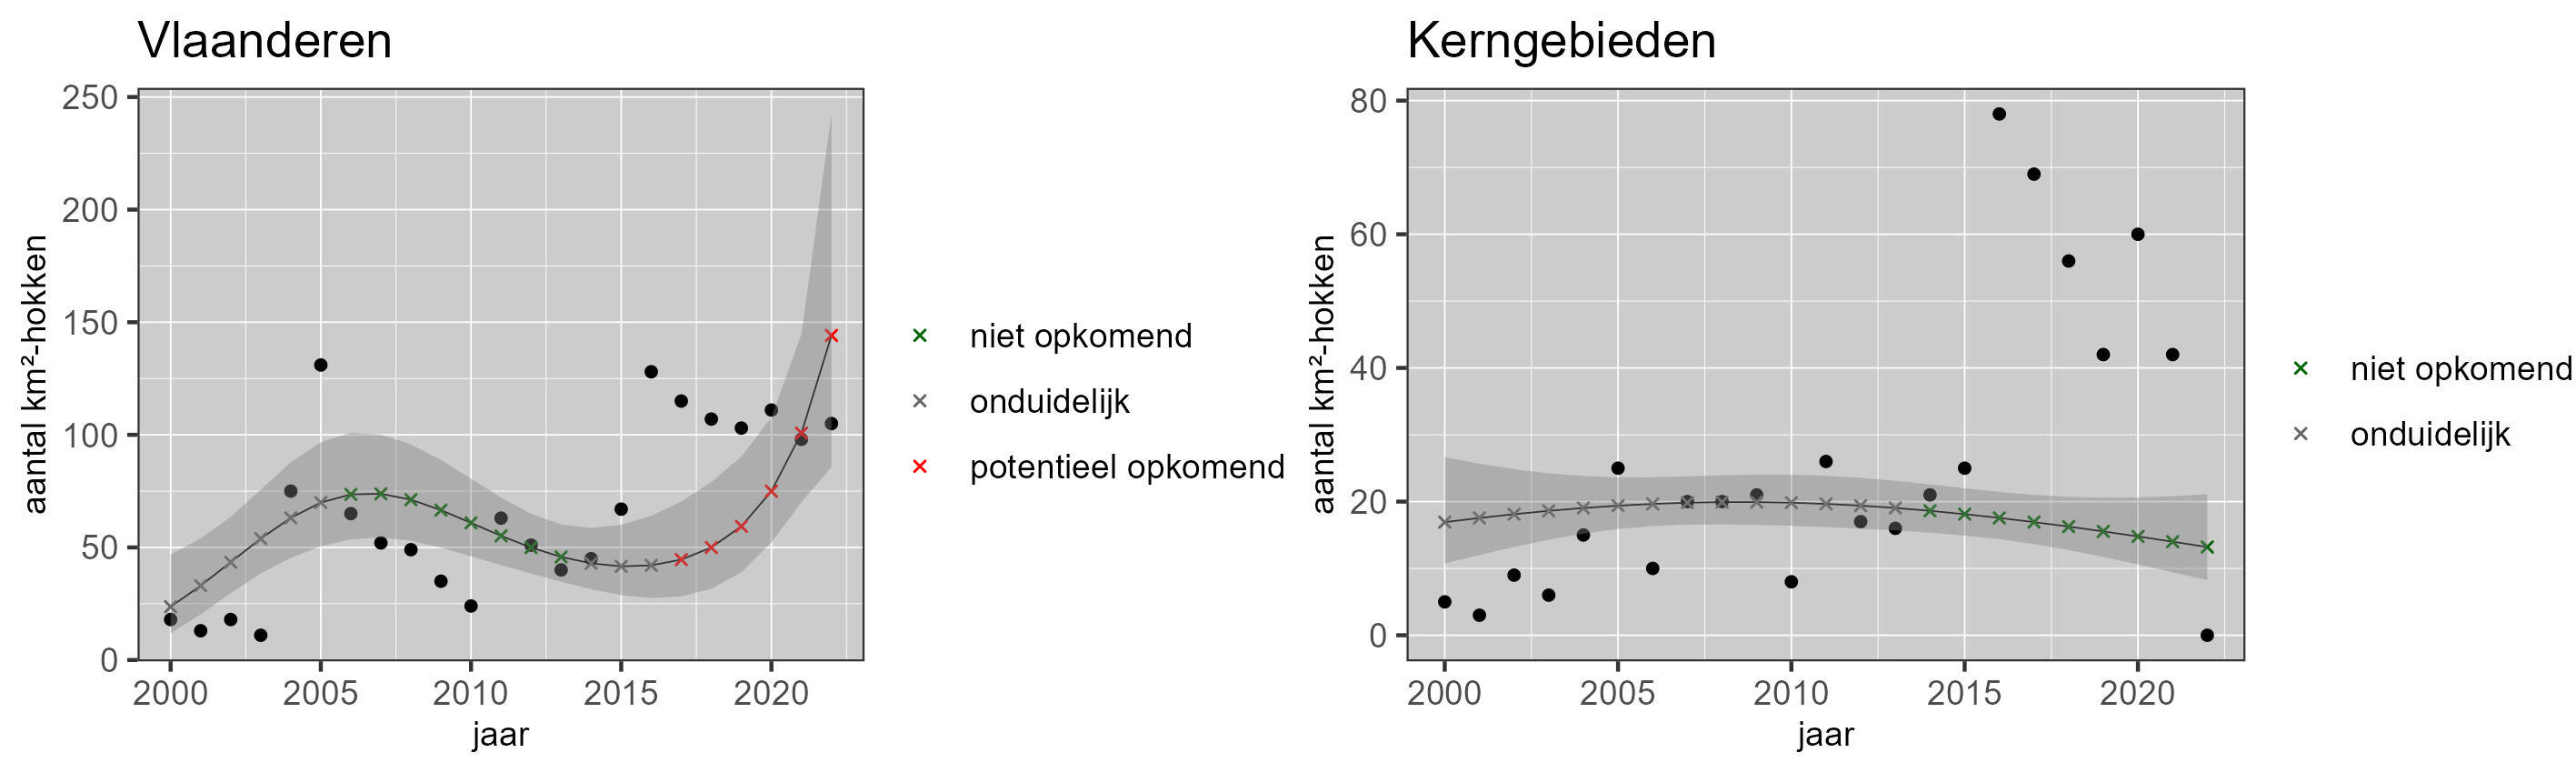 Vlaanderen
250
200
150
100
50
0
aantal km²-hokken
2000 2005 2010 2015 2020
jaar
niet opkomend
onduidelijk
potentieel opkomend
Kerngebieden
80
60
40
20
0
aantal km²-hokken
2000 2005 2010 2015 2020
jaar
niet opkomend
onduidelijk